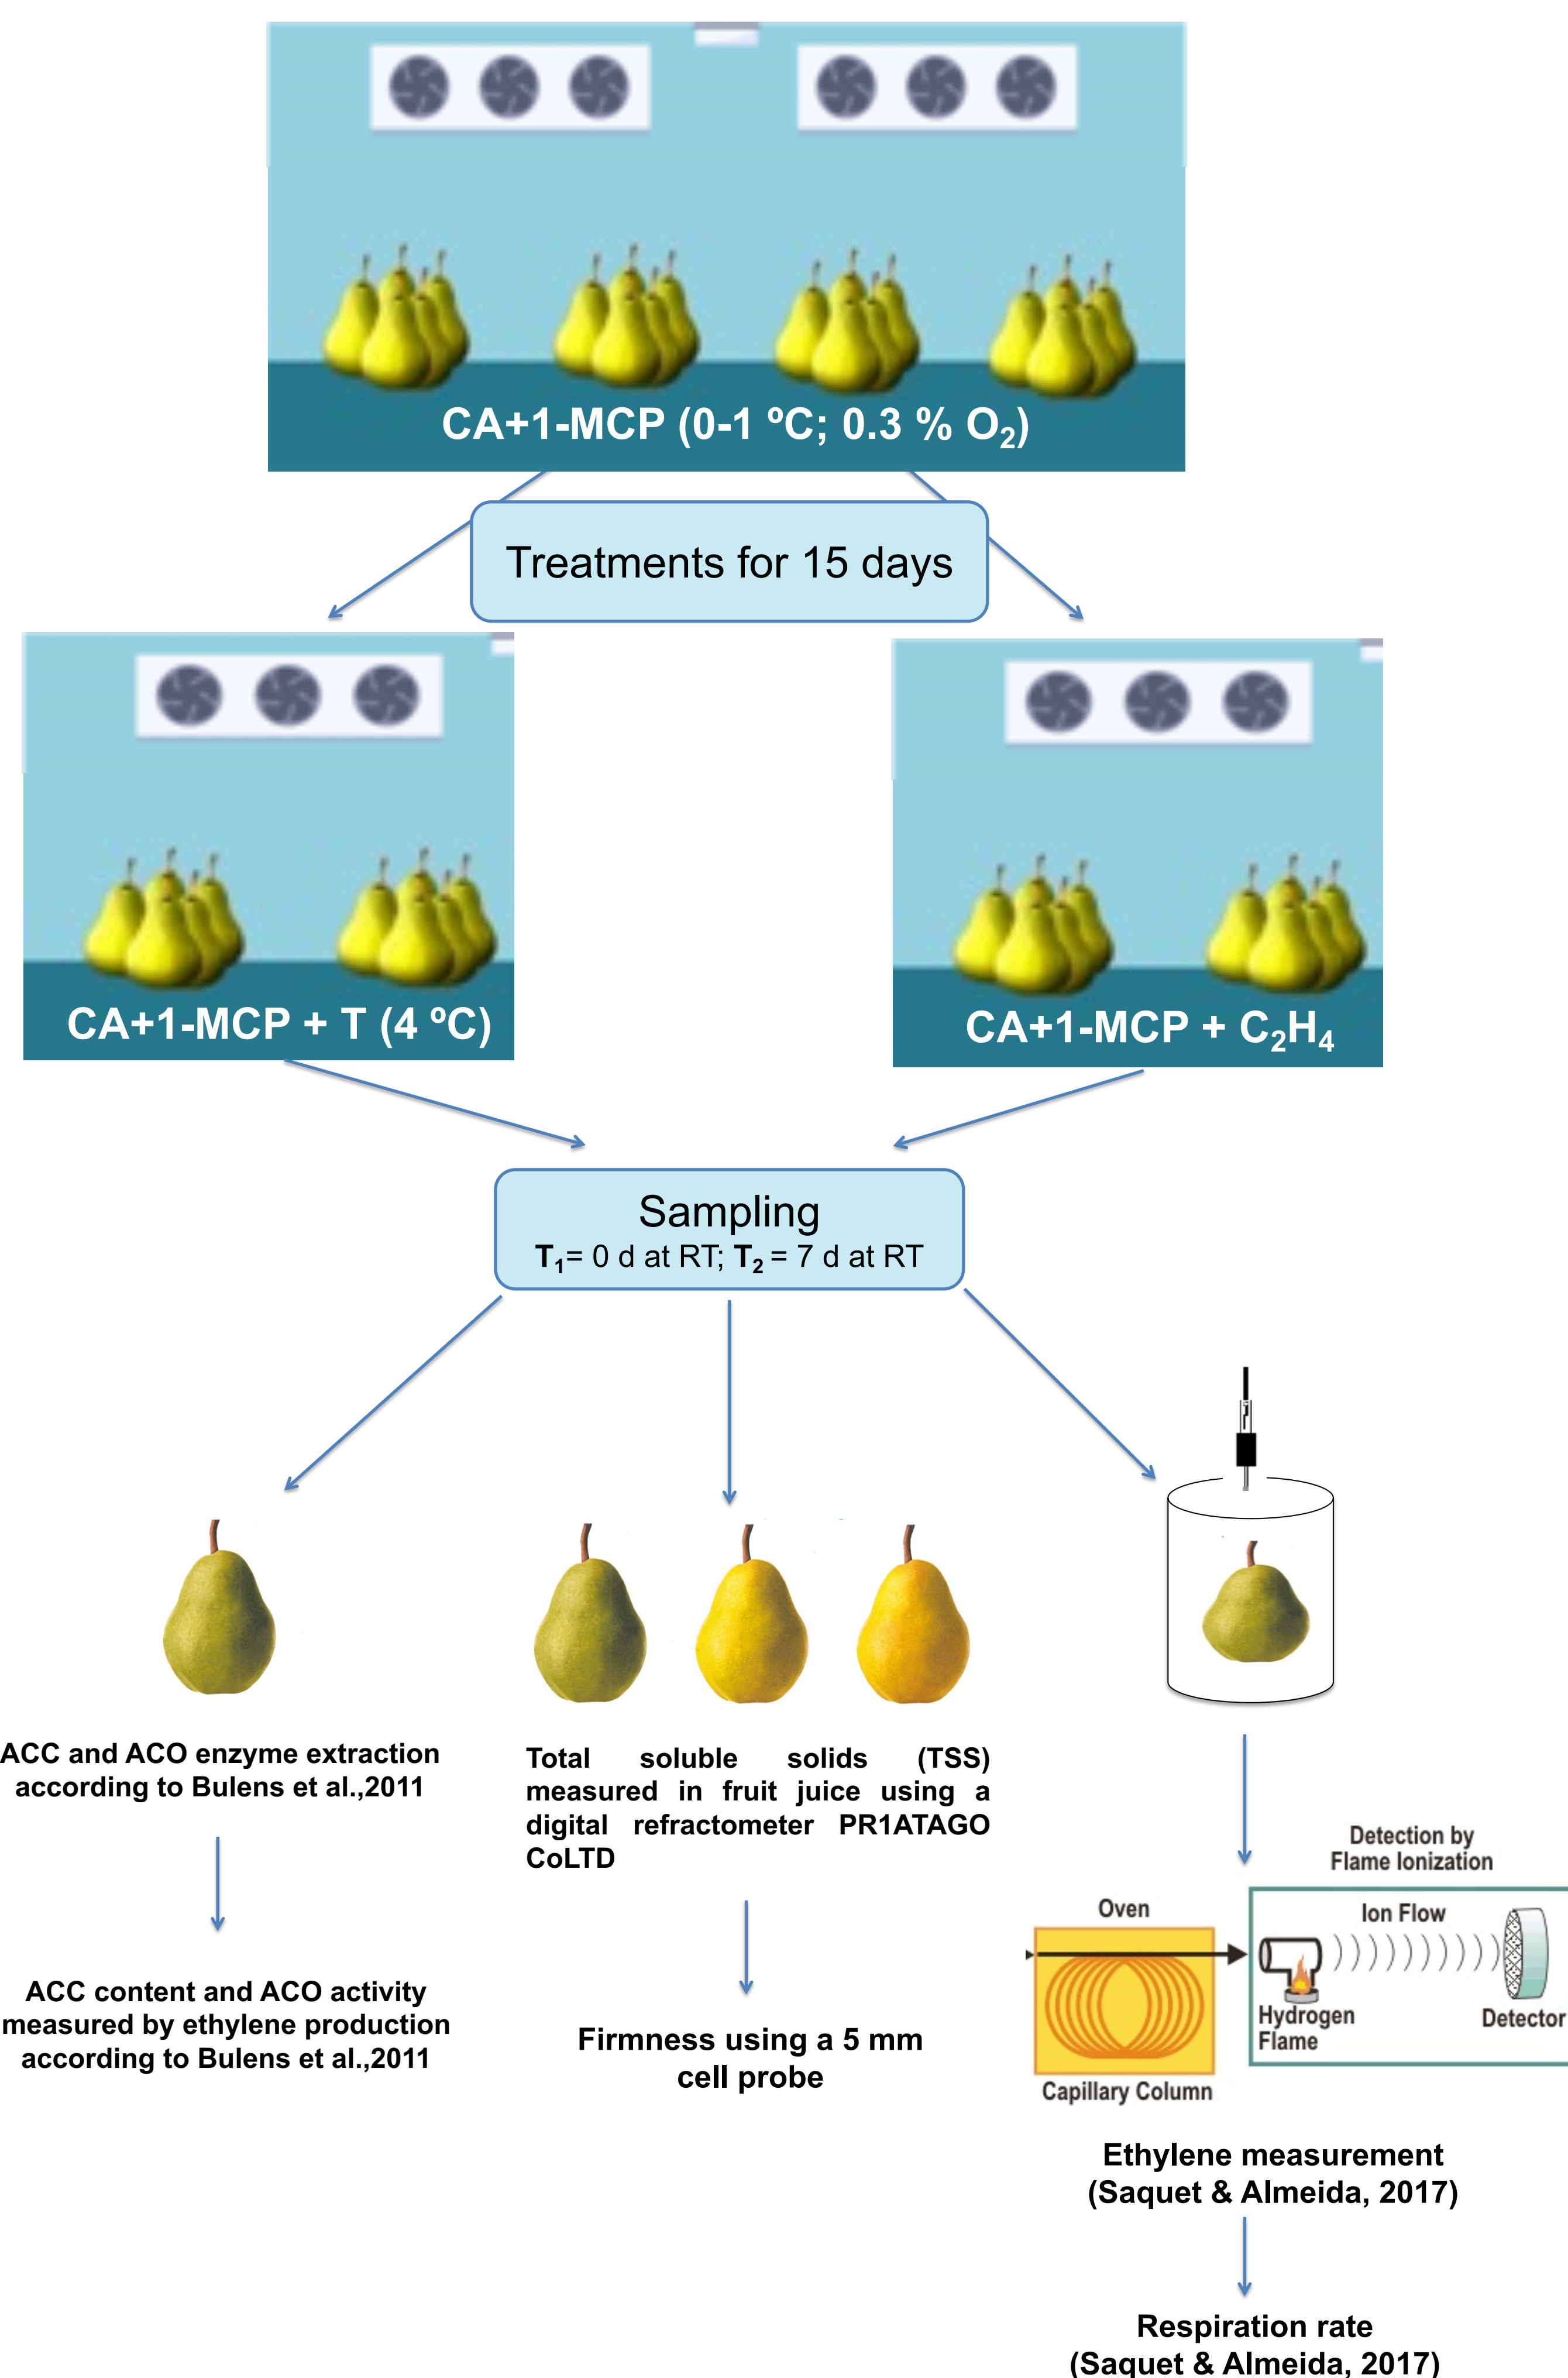 CA+1-MCP (0-1 ºC; 0.3 % O₂)
Treatments for 15 days
CA+1-MCP + T (4 ºC)
CA+1-MCP + C₂H₄
Sampling
T₁= 0 d at RT; T₂ = 7 d at RT
ACC and ACO enzyme extraction
according to Bulens et al.,2011
ACC content and ACO activity
measured by ethylene production
according to Bulens et al.,2011
Total soluble solids (TSS)
measured in fruit juice using a
digital refractometer PR1ATAGO
CoLTD
Firmness using a 5 mm
cell probe
Detection by
Flame Ionization
Oven
Ion Flow
Hydrogen
Flame
Detector
Capillary Column
Ethylene measurement
(Saquet & Almeida, 2017)
Respiration rate
(Saquet & Almeida, 2017)